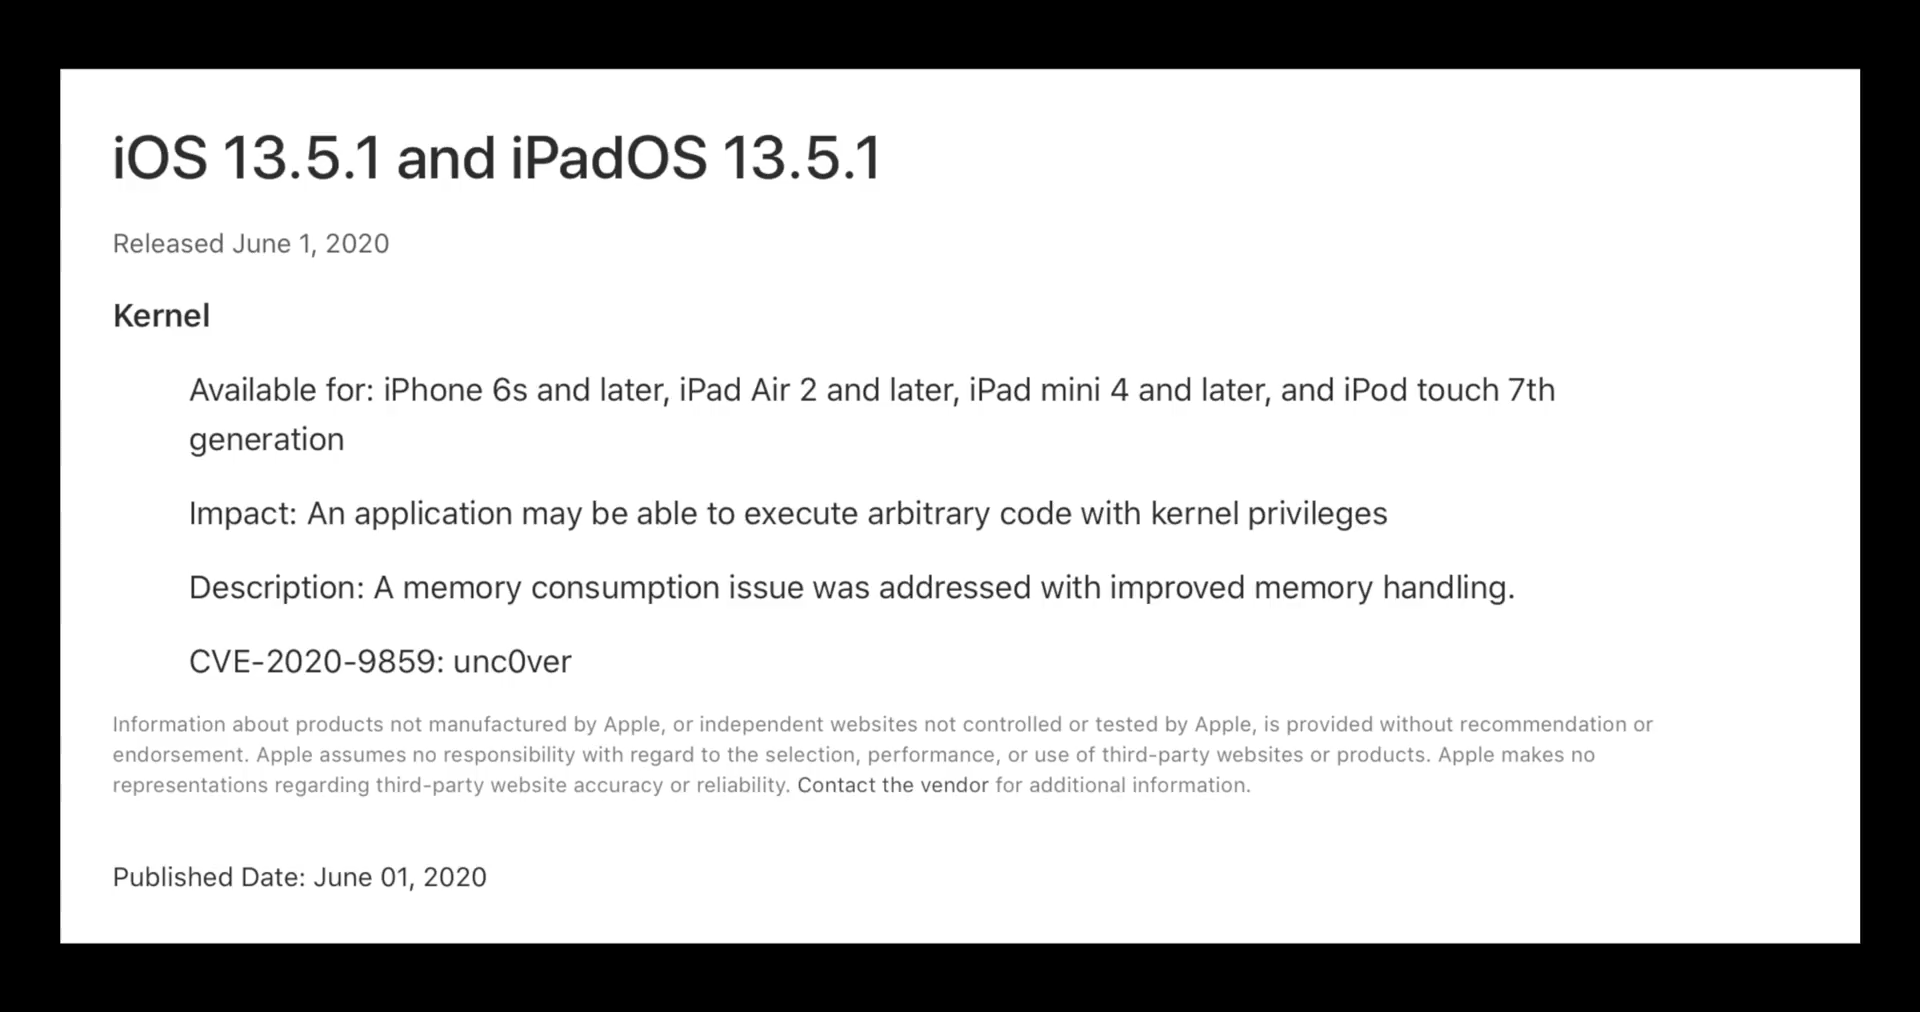 iOS 13.5.1 and iPadOS 13.5.1
Released June 1, 2020
Kernel
Available for: iPhone 6s and later, iPad Air 2 and later, iPad mini 4 and later, and iPod touch 7th
generation
Impact: An application may be able to execute arbitrary code with kernel privileges
Description: A memory consumption issue was addressed with improved memory handling.
CVE-2020-9859: unc0ver
Information about products not manufactured by Apple, or independent websites not controlled or tested by Apple, is provided without recommendation or
endorsement. Apple assumes no responsibility with regard to the selection, performance, or use of third-party websites or products. Apple makes no
representations regarding third-party website accuracy or reliability. Contact the vendor for additional information.
Published Date: June 01, 2020